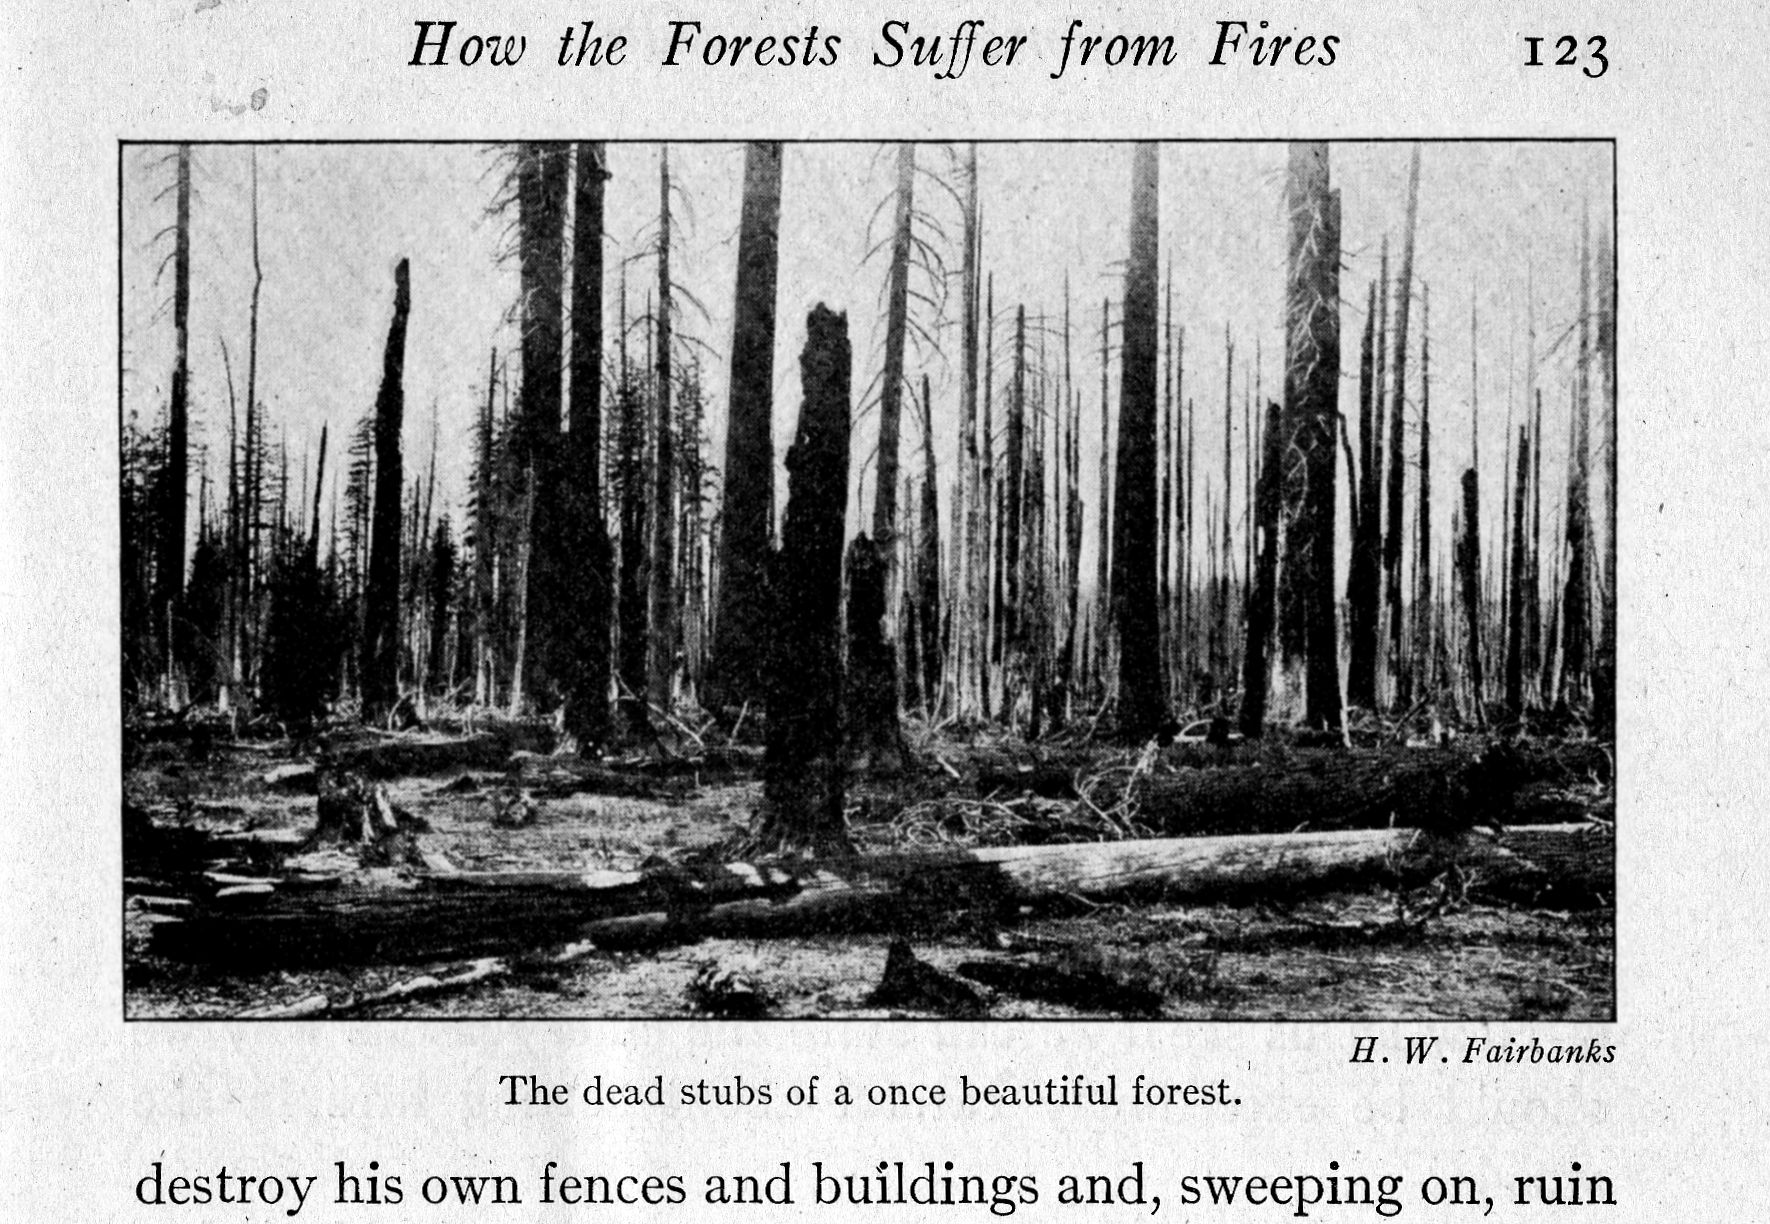 How the Forests Suffer from Fires 123
H. W. Fairbanks
The dead stubs of a once beautiful forest.
destroy his own fences and buildings and, sweeping on, ruin